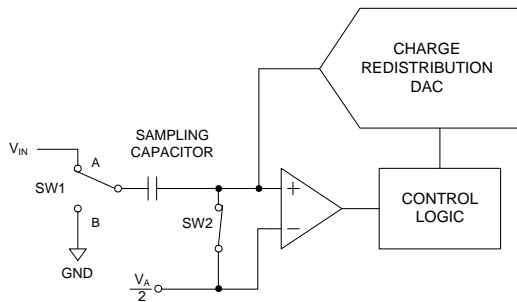 CHARGE
REDISTRIBUTION
DAC
SAMPLING
CAPACITOR
VIN
A
SW1
B
SW2
GND
+
−
CONTROL
LOGIC
VA
2